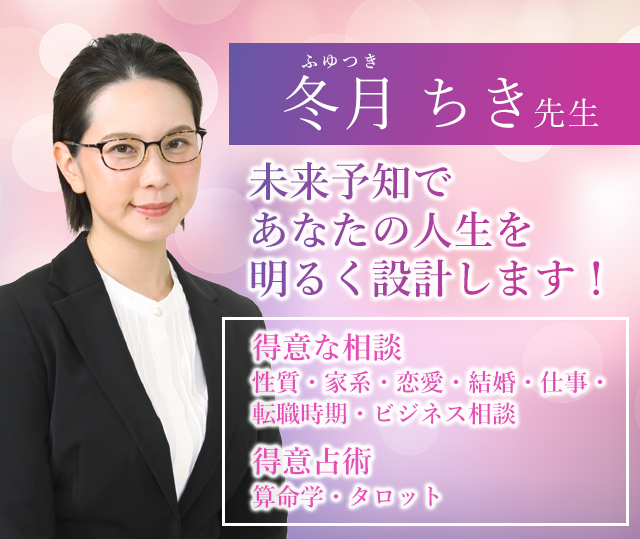 ふゆつき
冬月 ちき先生
未来予知で
あなたの人生を
明るく設計します！
得意な相談
性質・家系・恋愛・結婚・仕事・
転職時期・ビジネス相談
得意占術
算命学・タロット